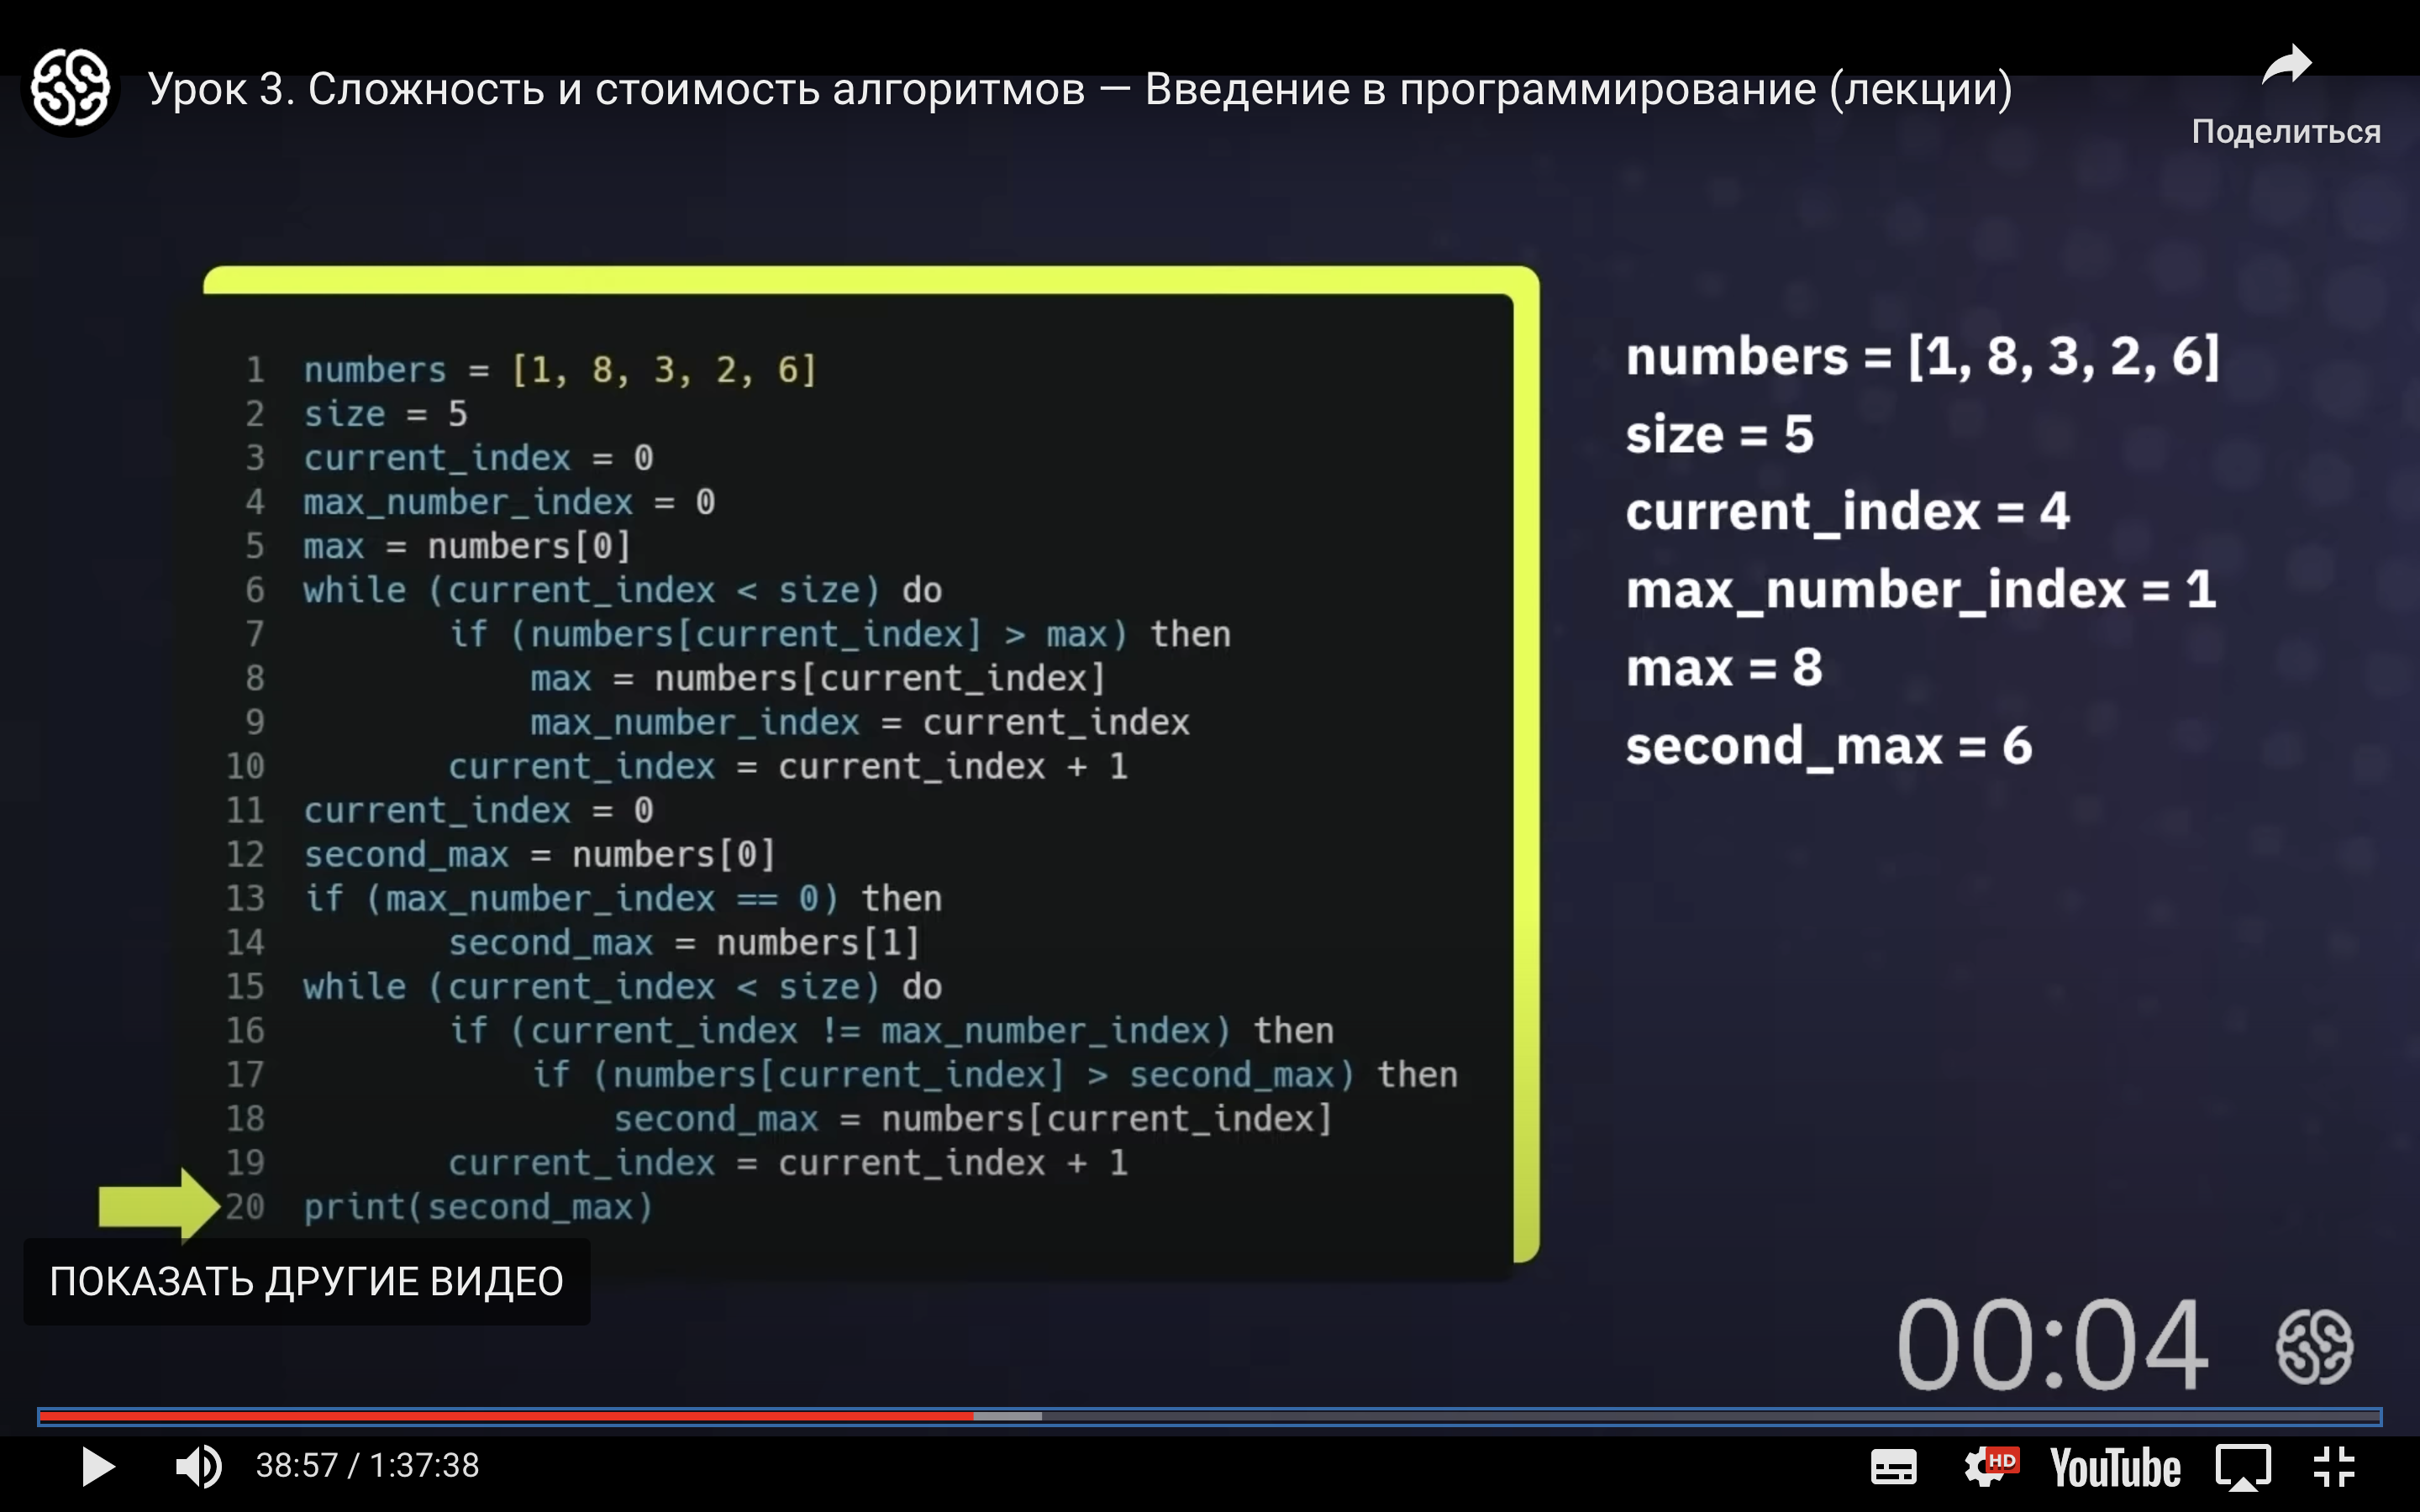 Урок 3. Сложность и стоимость алгоритмов — Введение в программирование (лекции)
Поделиться
1 numbers = [1, 8, 3, 2, 6]
2 size = 5
3 current_index = 0
4 max_number_index = 0
5 max = numbers[0]
6 while (current_index < size) do
7 if (numbers[current_index] > max) then
8 max = numbers[current_index]
9 max_number_index = current_index
10 current_index = current_index + 1
11 current_index = 0
12 second_max = numbers[0]
13 if (max_number_index == 0) then
14 second_max = numbers[1]
15 while (current_index < size) do
16 if (current_index != max_number_index) then
17 if (numbers[current_index] > second_max) then
18 second_max = numbers[current_index]
19 current_index = current_index + 1
20 print(second_max)
numbers = [1, 8, 3, 2, 6]
size = 5
current_index = 4
max_number_index = 1
max = 8
second_max = 6
ПОКАЗАТЬ ДРУГИЕ ВИДЕО
00:04
38:57 / 1:37:38
HD
YouTube